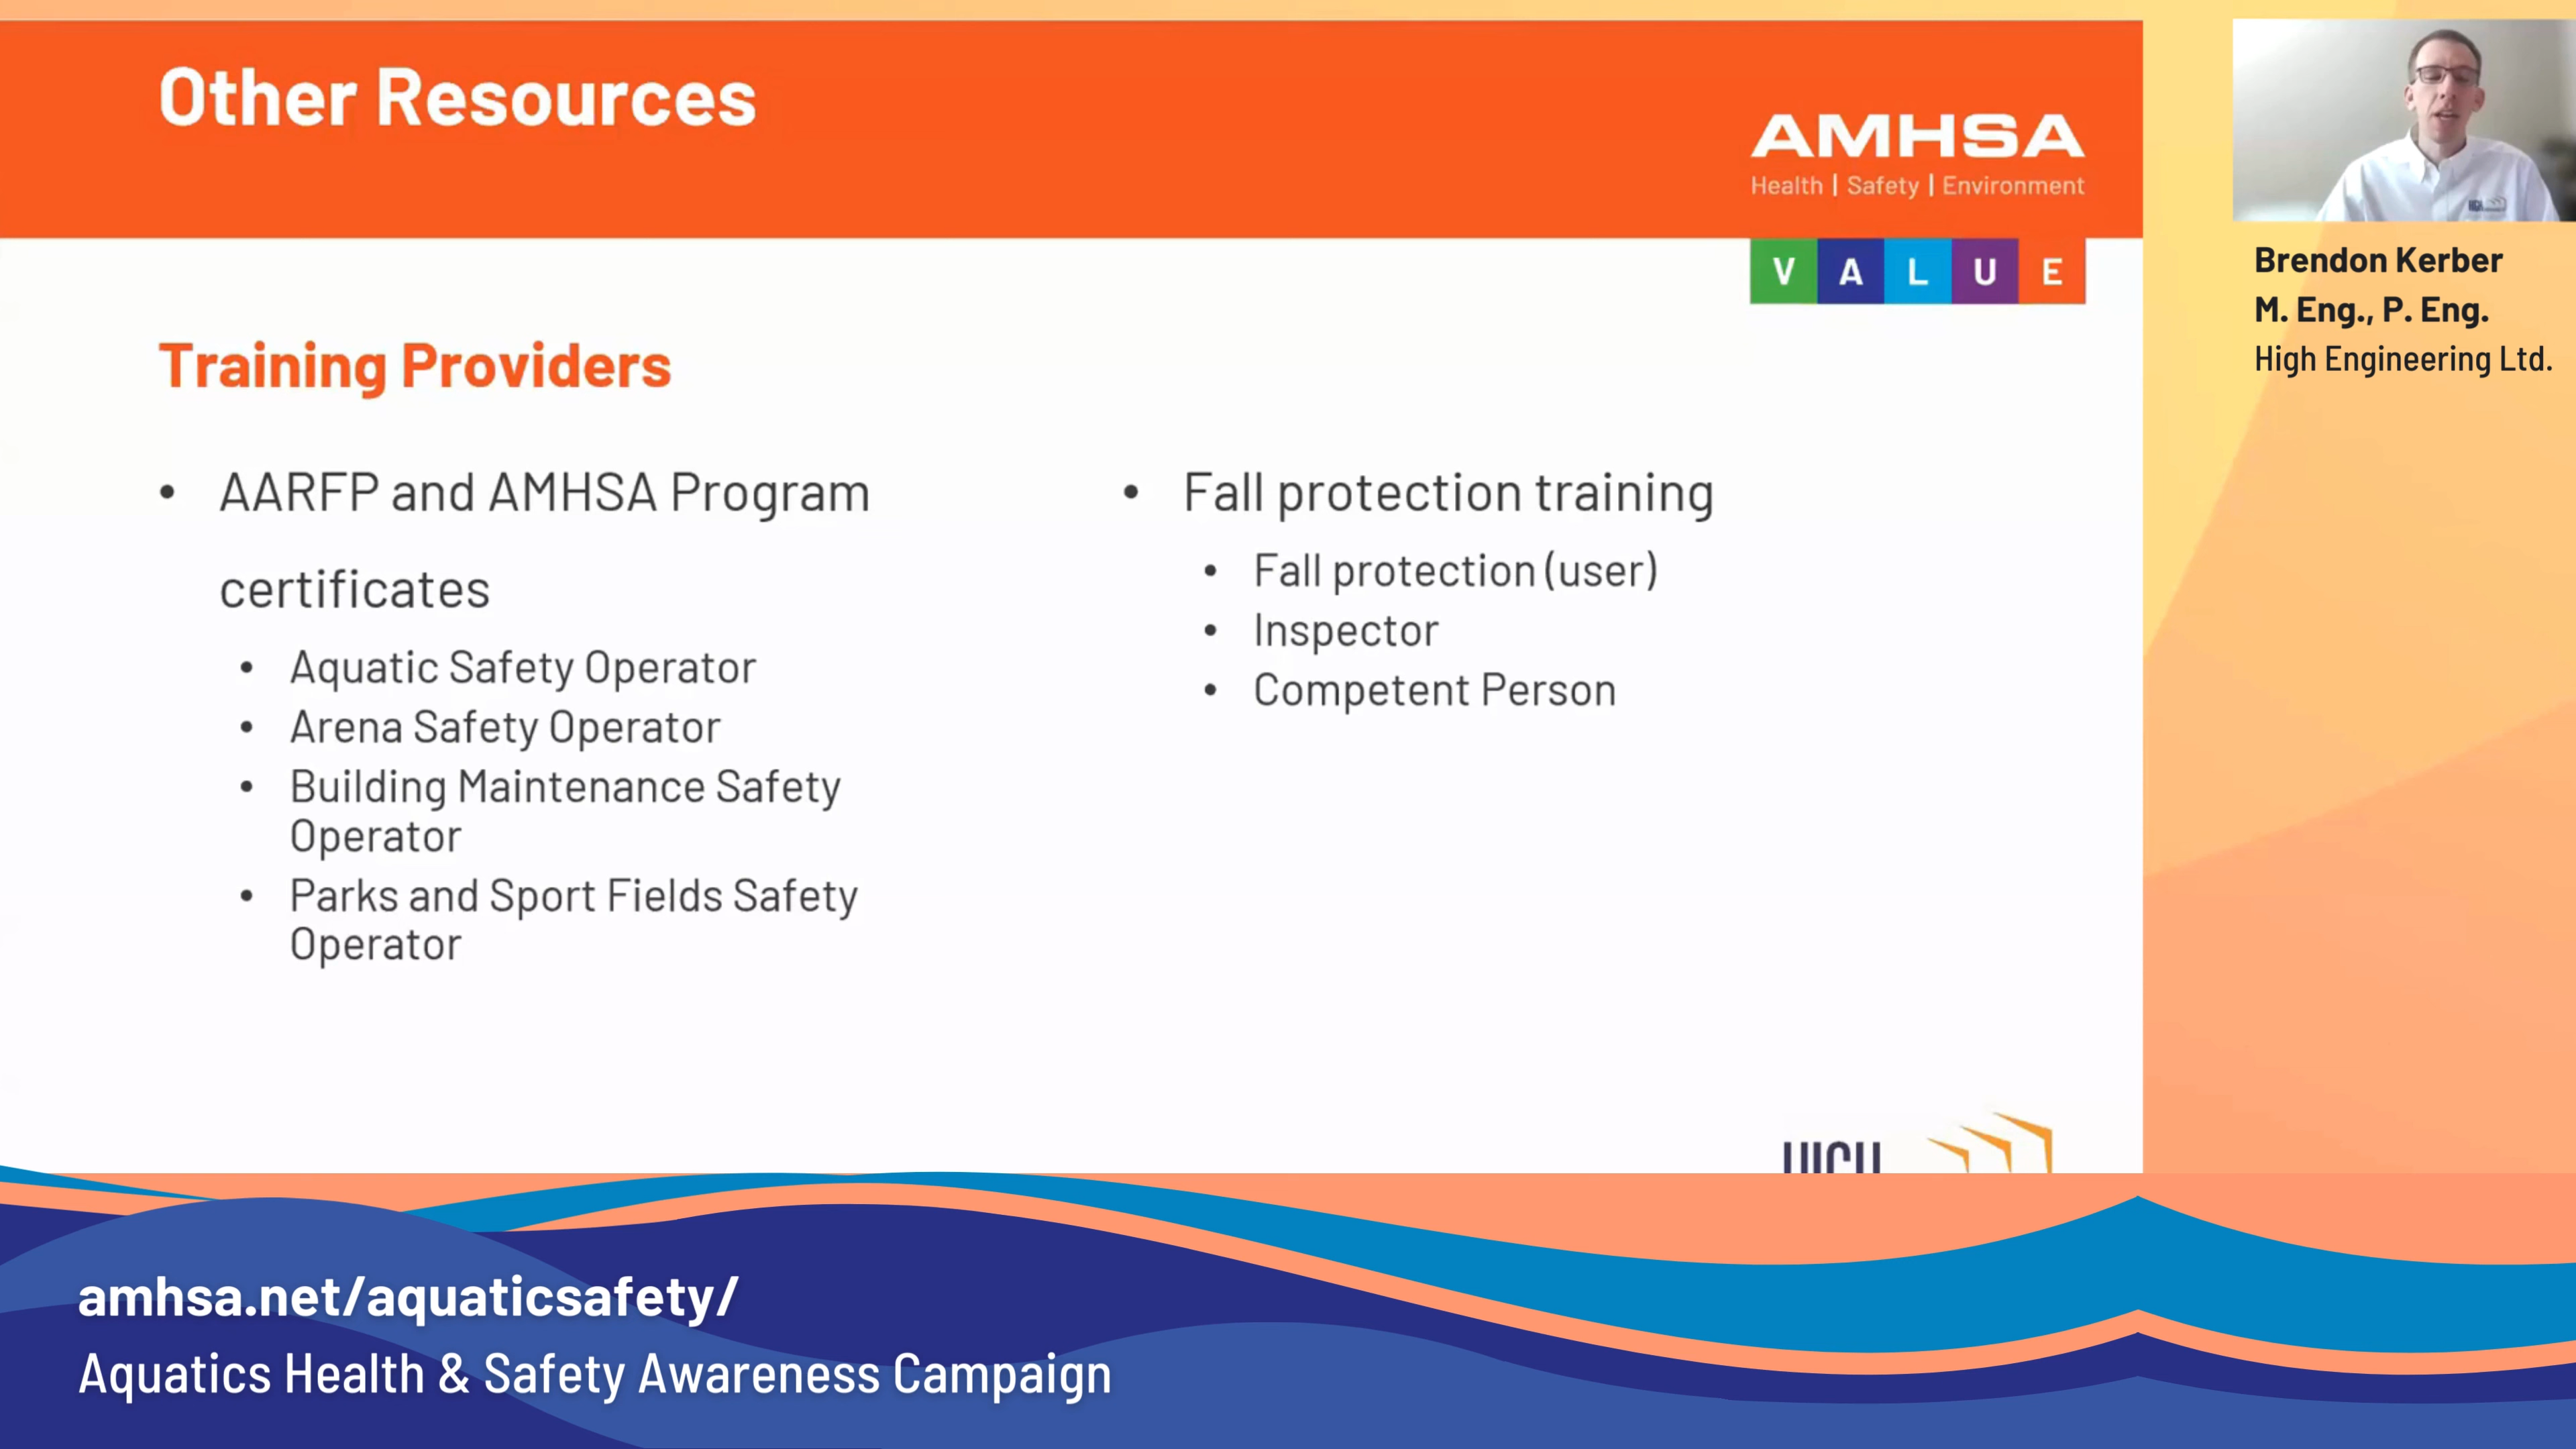 Other Resources
AMHSA
Health | Safety | Environment
V A L U E
Brendon Kerber
M. Eng., P. Eng.
High Engineering Ltd.
Training Providers
• AARFP and AMHSA Program
certificates
• Aquatic Safety Operator
• Arena Safety Operator
• Building Maintenance Safety
Operator
• Parks and Sport Fields Safety
Operator
• Fall protection training
• Fall protection (user)
• Inspector
• Competent Person
amhsa.net/aquaticsafety/
Aquatics Health & Safety Awareness Campaign